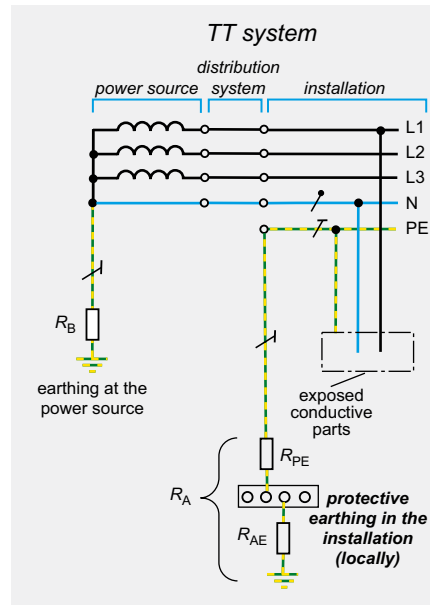 TT system
distribution
power source system installation
L1
L2
L3
N
PE
RB
earthing at the
power source
exposed
conductive
parts
RPE
RA
protective
earthing in the
installation
(locally)
RAE